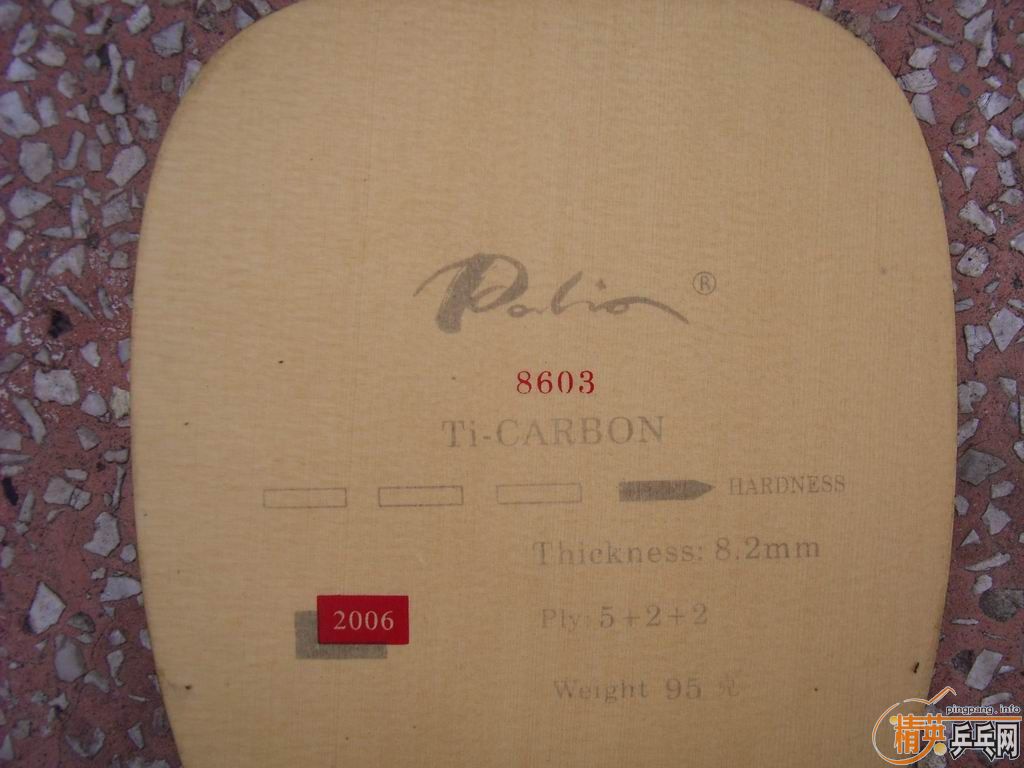 Palio ®
8603
Ti-CARBON
HARDNESS
Thickness: 8.2mm
2006
Ply: 5+2+2
Weight 95 克
pingpang.info
精英乒乓网